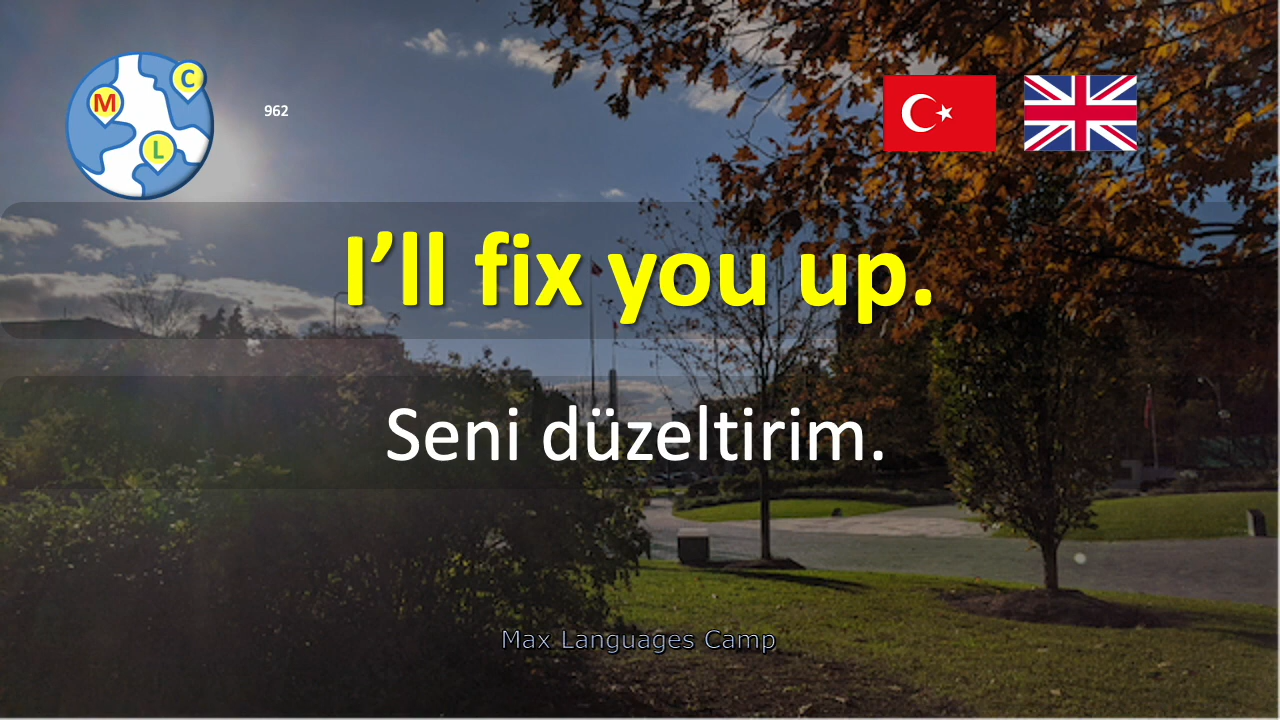 C
M
L
962
I’ll fix you up.
Seni düzeltirim.
Max Languages Camp